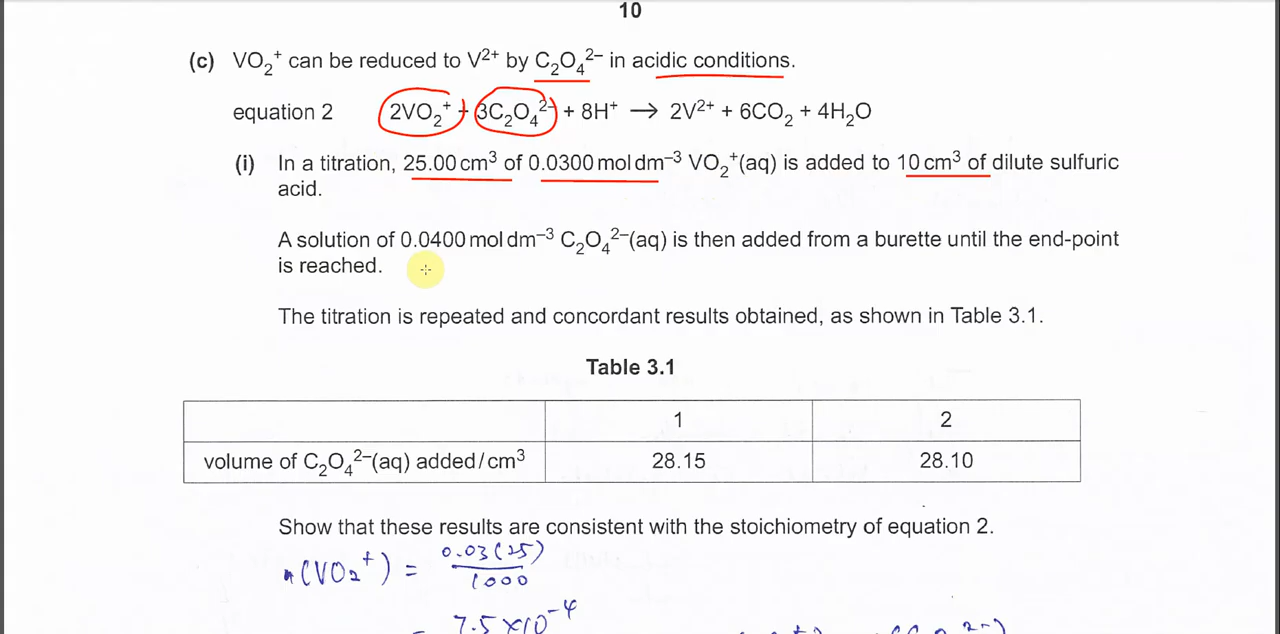 10
(c) VO₂⁺ can be reduced to V²⁺ by C₂O₄²⁻ in acidic conditions.
equation 2 2VO₂⁺ + 3C₂O₄²⁻ + 8H⁺ → 2V²⁺ + 6CO₂ + 4H₂O
(i) In a titration, 25.00 cm³ of 0.0300 mol dm⁻³ VO₂⁺(aq) is added to 10 cm³ of dilute sulfuric
acid.
A solution of 0.0400 mol dm⁻³ C₂O₄²⁻(aq) is then added from a burette until the end-point
is reached.
The titration is repeated and concordant results obtained, as shown in Table 3.1.
Table 3.1
1 2
volume of C₂O₄²⁻(aq) added/cm³ 28.15 28.10
Show that these results are consistent with the stoichiometry of equation 2.
n(VO₂⁺) = 0.03(25)
1000
= 7.5 × 10⁻⁴